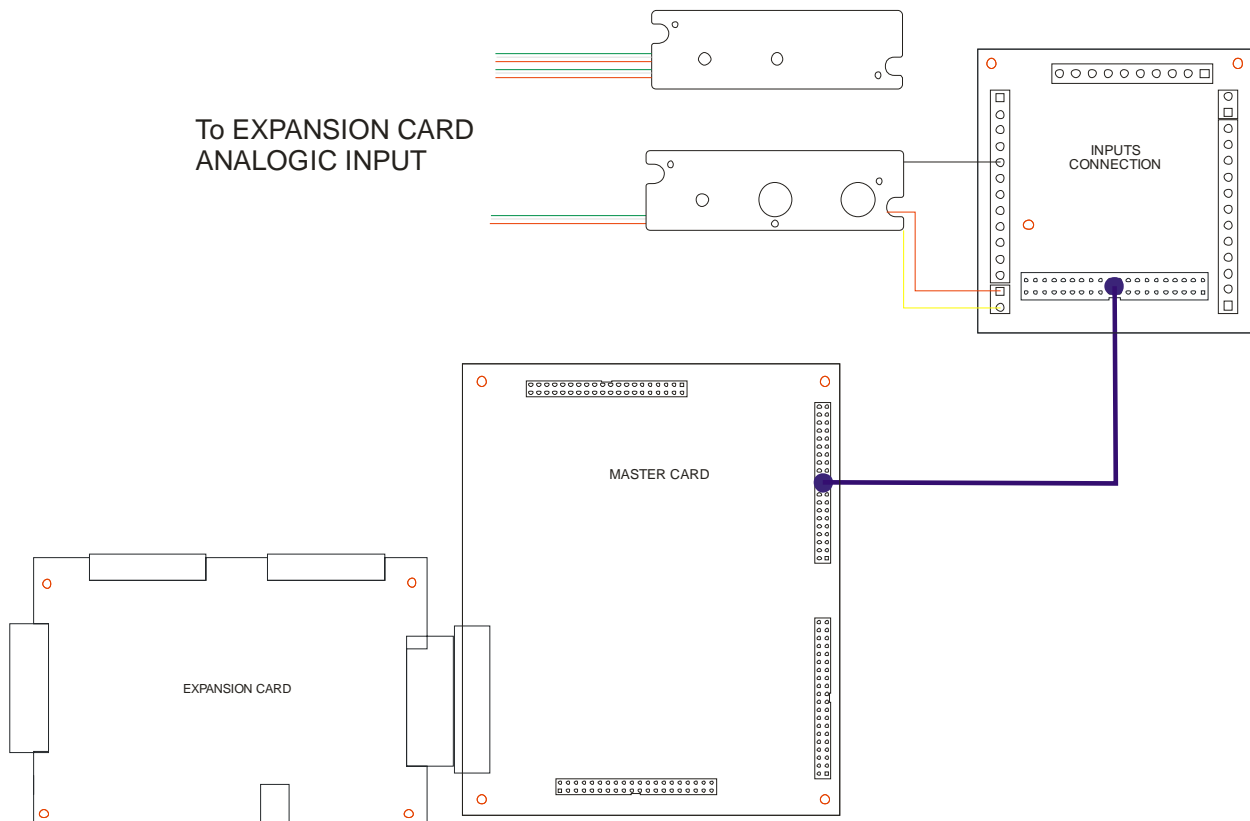 To EXPANSION CARD
ANALOGIC INPUT
INPUTS
CONNECTION
MASTER CARD
EXPANSION CARD